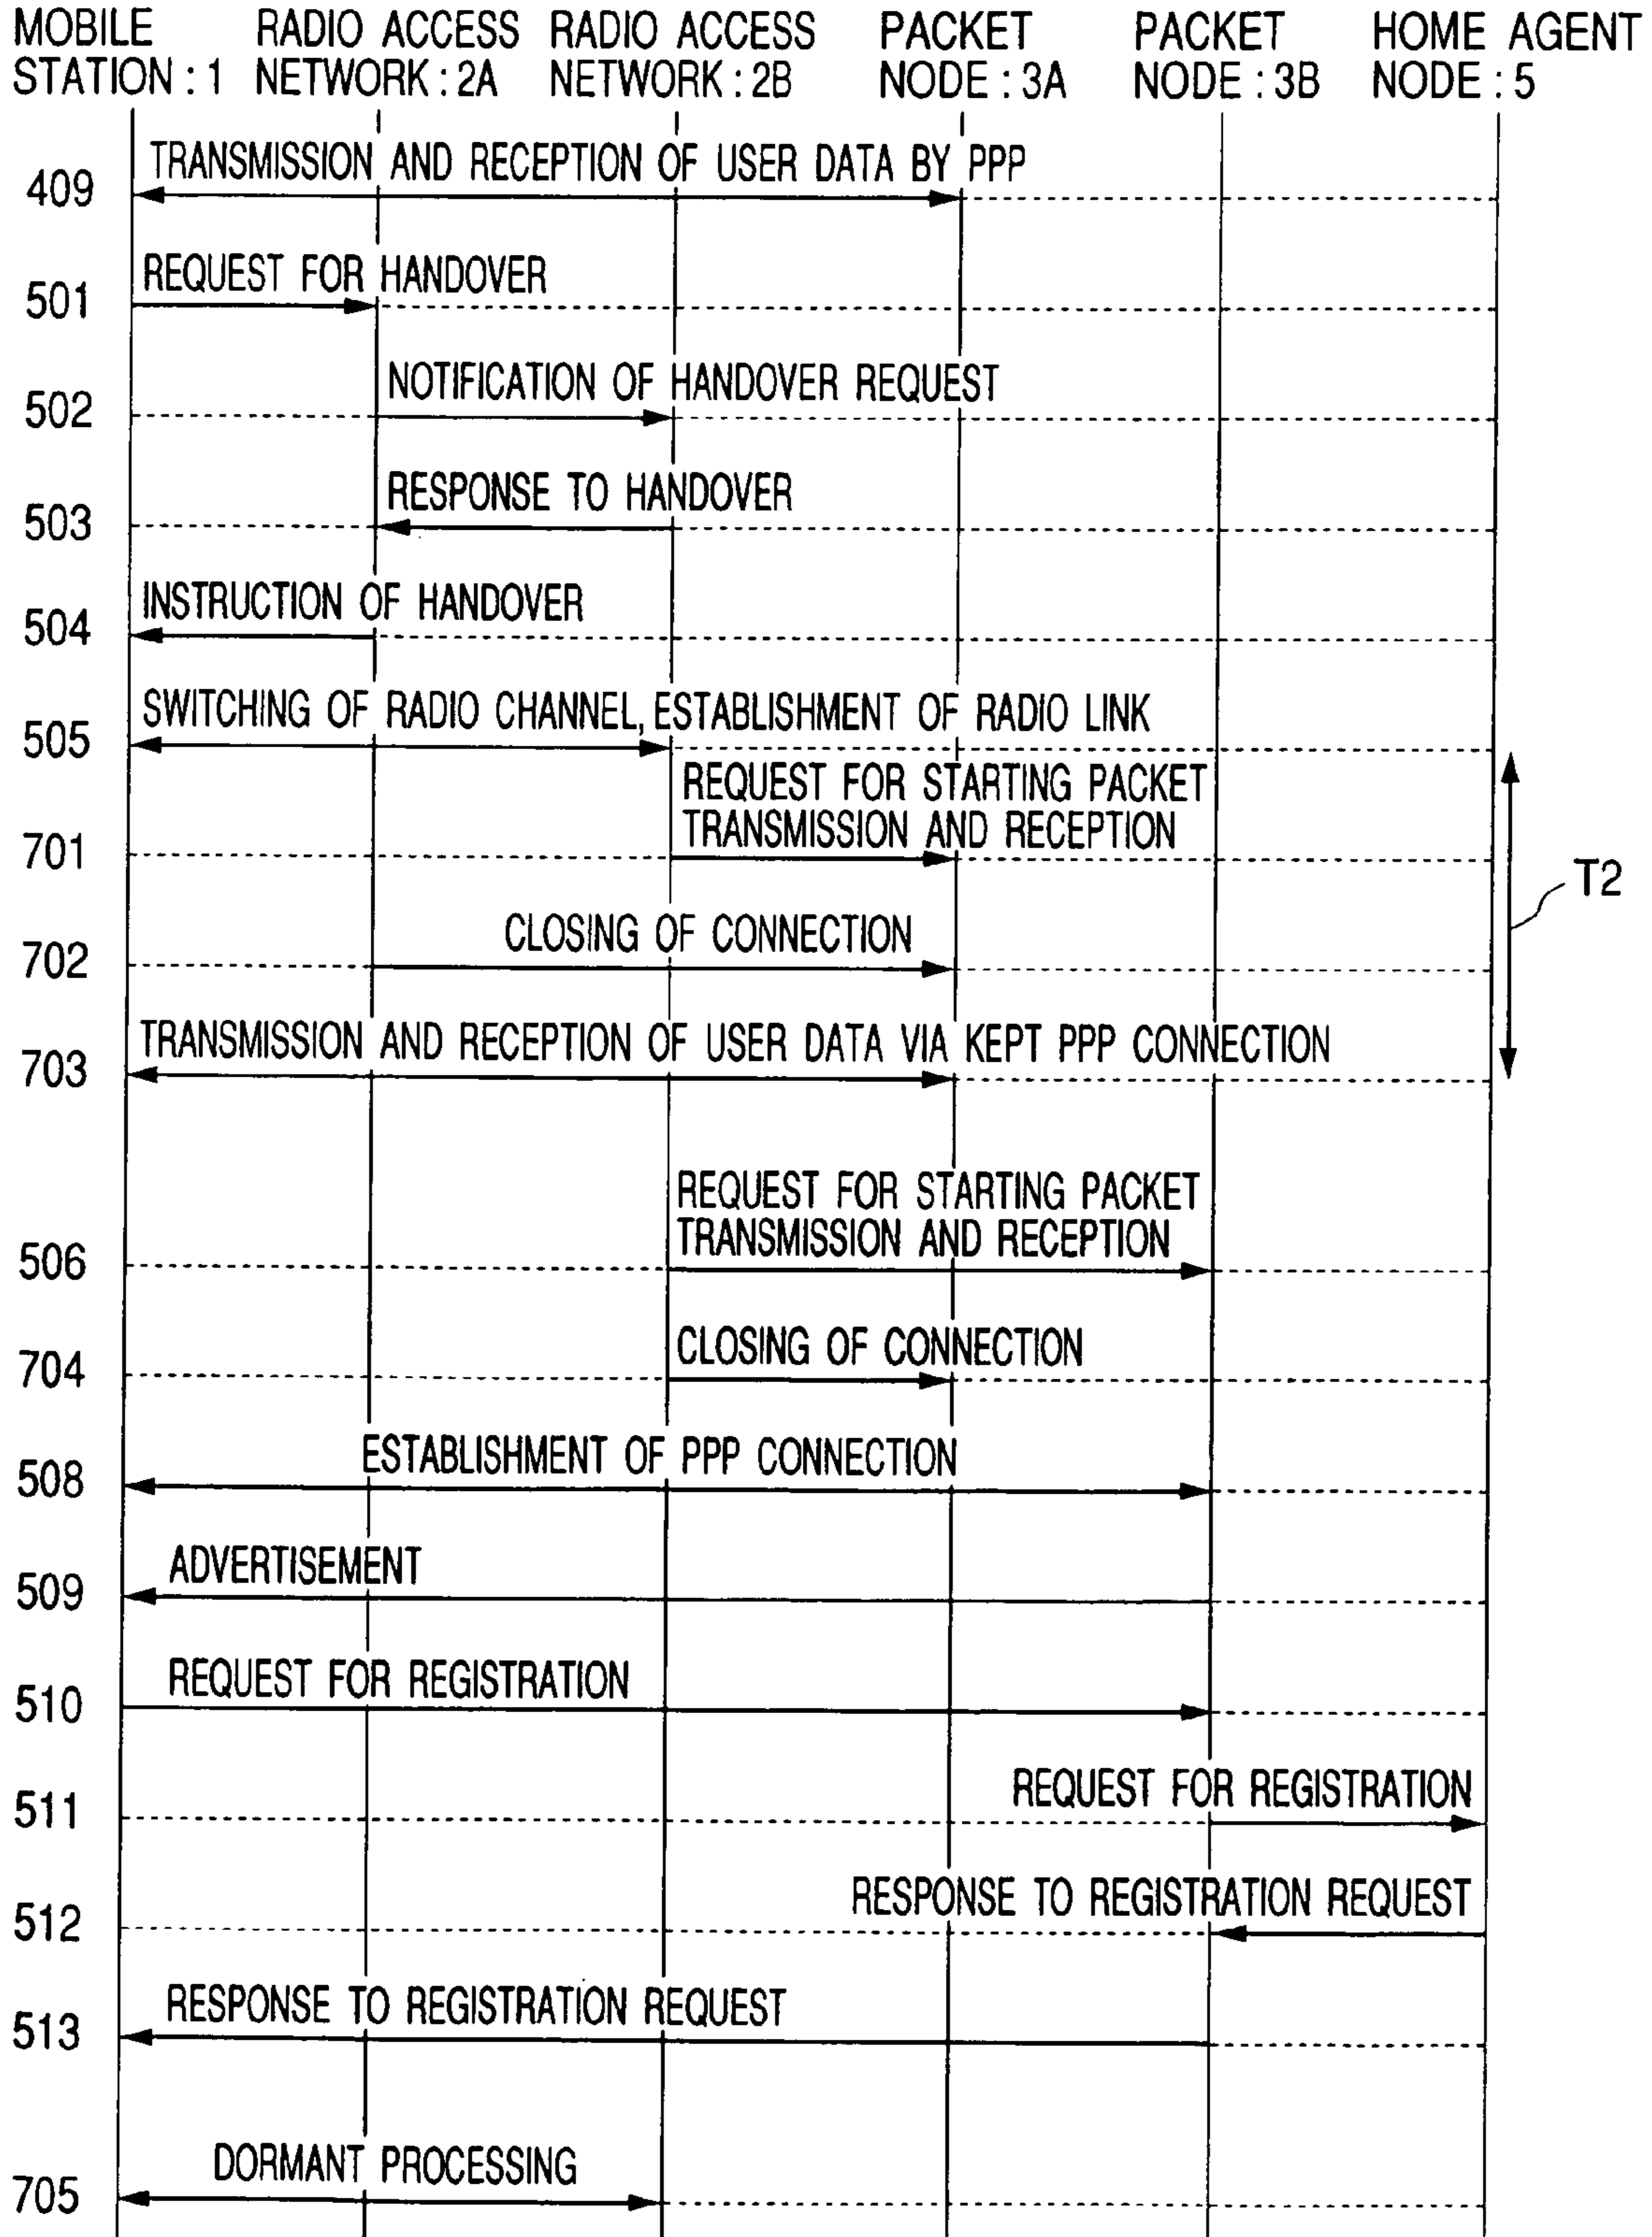 MOBILE STATION : 1
RADIO ACCESS NETWORK : 2A
RADIO ACCESS NETWORK : 2B
PACKET NODE : 3A
PACKET NODE : 3B
HOME AGENT NODE : 5
TRANSMISSION AND RECEPTION OF USER DATA BY PPP
409
REQUEST FOR HANDOVER
501
NOTIFICATION OF HANDOVER REQUEST
502
RESPONSE TO HANDOVER
503
INSTRUCTION OF HANDOVER
504
SWITCHING OF RADIO CHANNEL, ESTABLISHMENT OF RADIO LINK
505
REQUEST FOR STARTING PACKET
TRANSMISSION AND RECEPTION
701
T2
CLOSING OF CONNECTION
702
TRANSMISSION AND RECEPTION OF USER DATA VIA KEPT PPP CONNECTION
703
REQUEST FOR STARTING PACKET
TRANSMISSION AND RECEPTION
506
CLOSING OF CONNECTION
704
ESTABLISHMENT OF PPP CONNECTION
508
ADVERTISEMENT
509
REQUEST FOR REGISTRATION
510
REQUEST FOR REGISTRATION
511
RESPONSE TO REGISTRATION REQUEST
512
RESPONSE TO REGISTRATION REQUEST
513
DORMANT PROCESSING
705